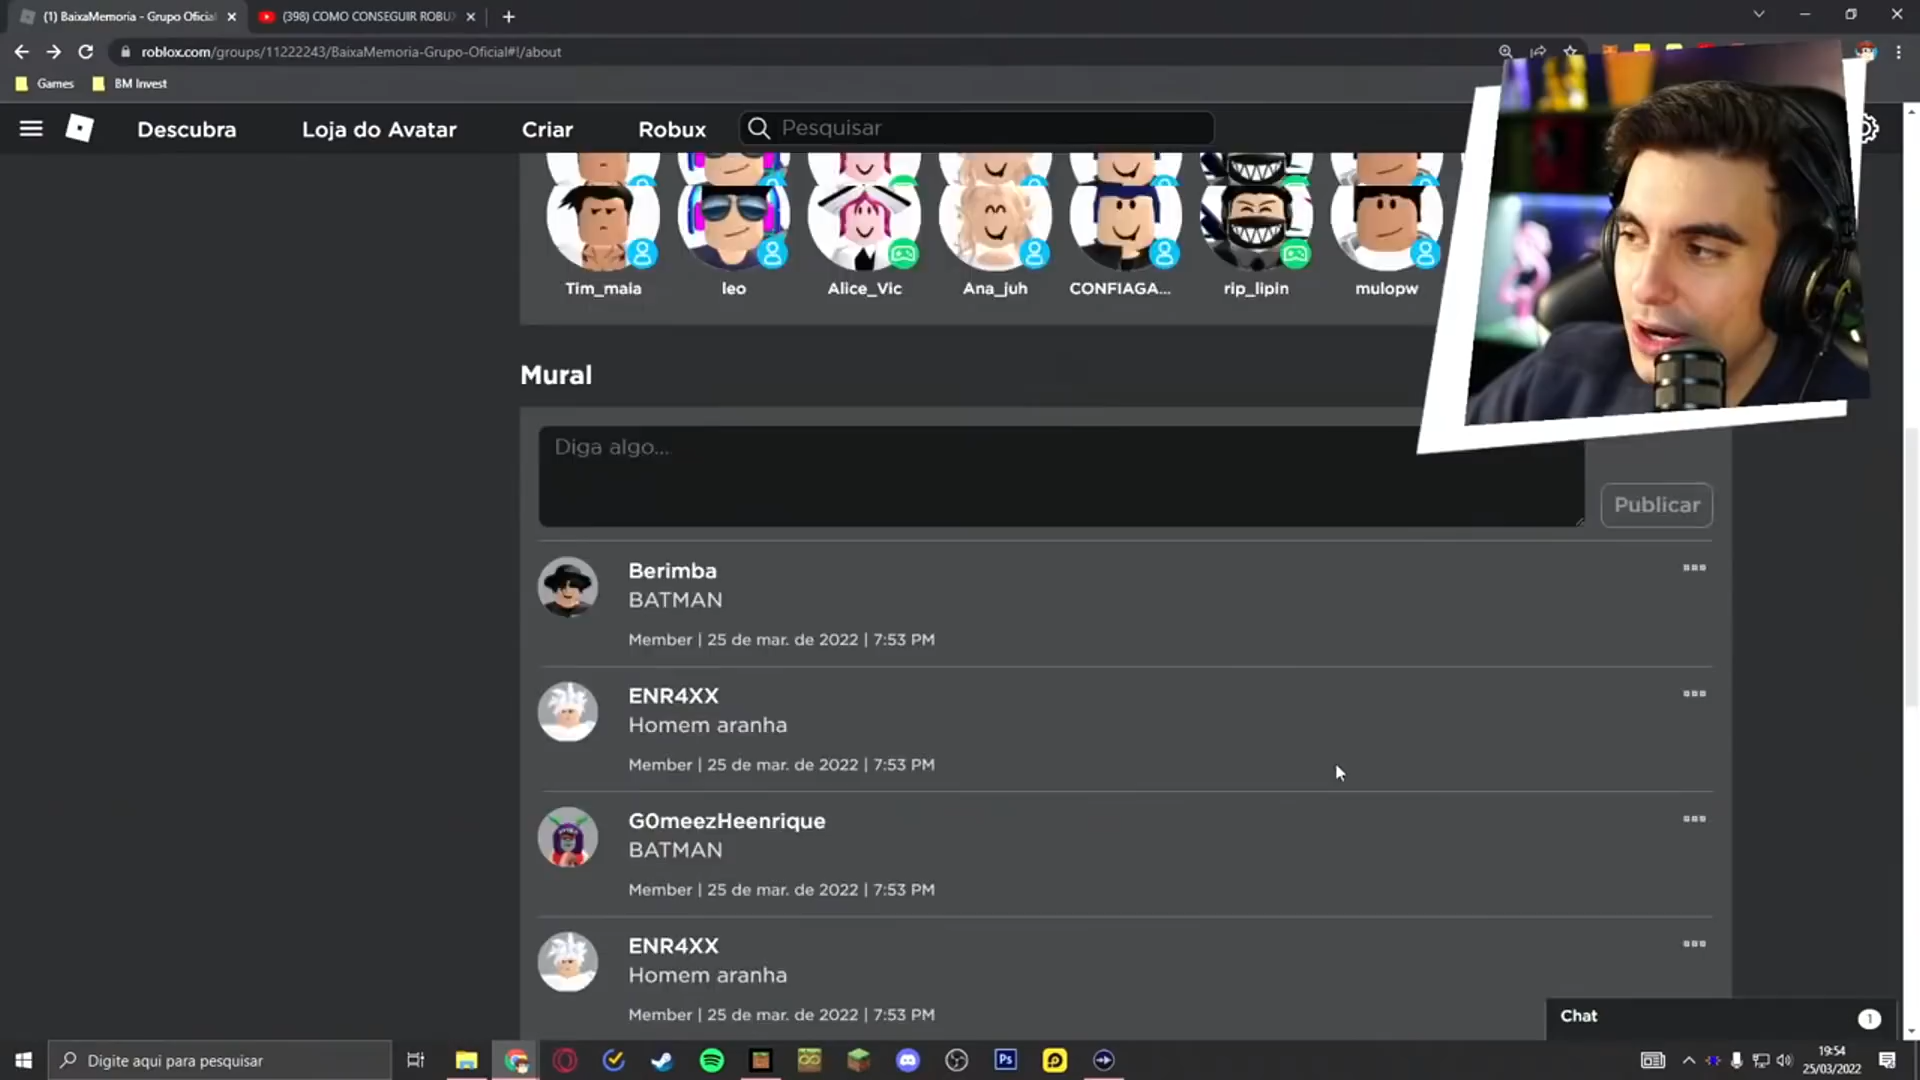 (1) BaixaMemoria - Grupo Oficial
(398) COMO CONSEGUIR ROBUX
roblox.com/groups/11222243/BaixaMemoria-Grupo-Oficial#!/about
Games
BM Invest
Descubra
Loja do Avatar
Criar
Robux
Pesquisar
Tim_maia
leo
Alice_Vic
Ana_juh
CONFIAGA...
rip_lipin
mulopw
Mural
Diga algo...
Publicar
Berimba
BATMAN
Member | 25 de mar. de 2022 | 7:53 PM
ENR4XX
Homem aranha
Member | 25 de mar. de 2022 | 7:53 PM
G0meezHeenrique
BATMAN
Member | 25 de mar. de 2022 | 7:53 PM
ENR4XX
Homem aranha
Member | 25 de mar. de 2022 | 7:53 PM
Chat
1
Digite aqui para pesquisar
Ps
19:54
25/03/2022